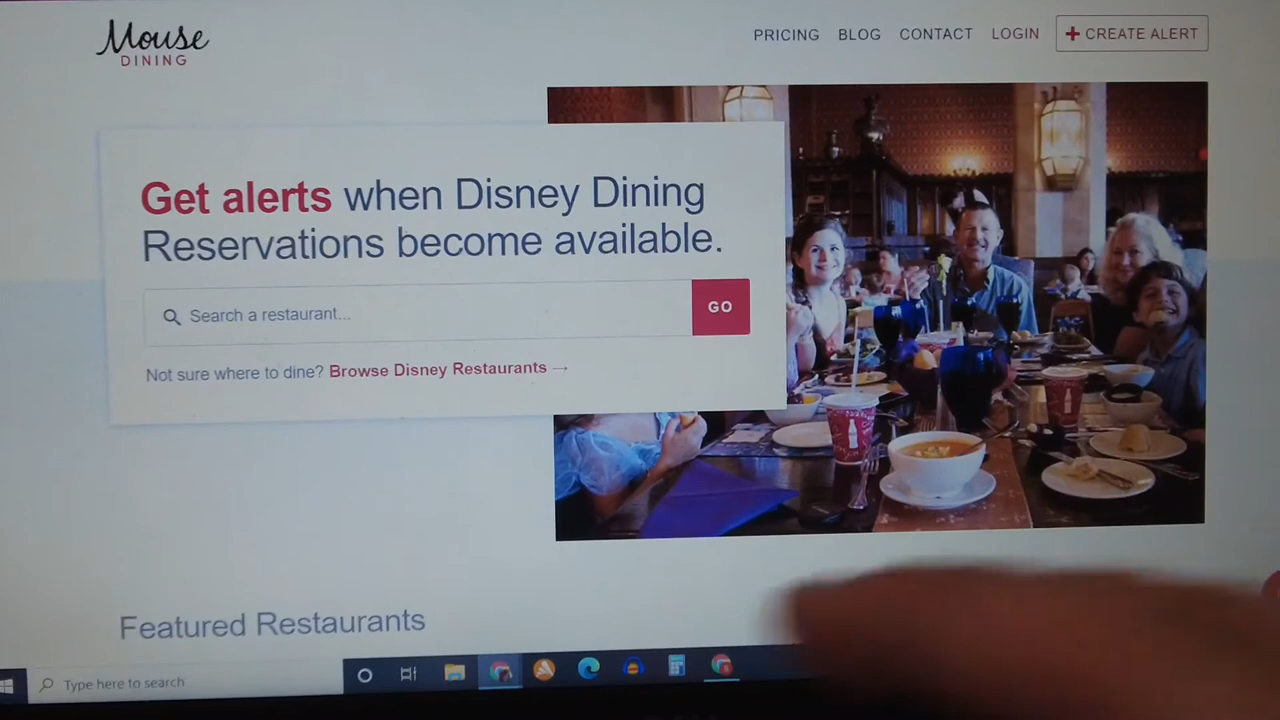 Mouse
DINING
PRICING BLOG CONTACT LOGIN + CREATE ALERT
Get alerts when Disney Dining
Reservations become available.
Search a restaurant...
GO
Not sure where to dine? Browse Disney Restaurants →
Featured Restaurants
Type here to search